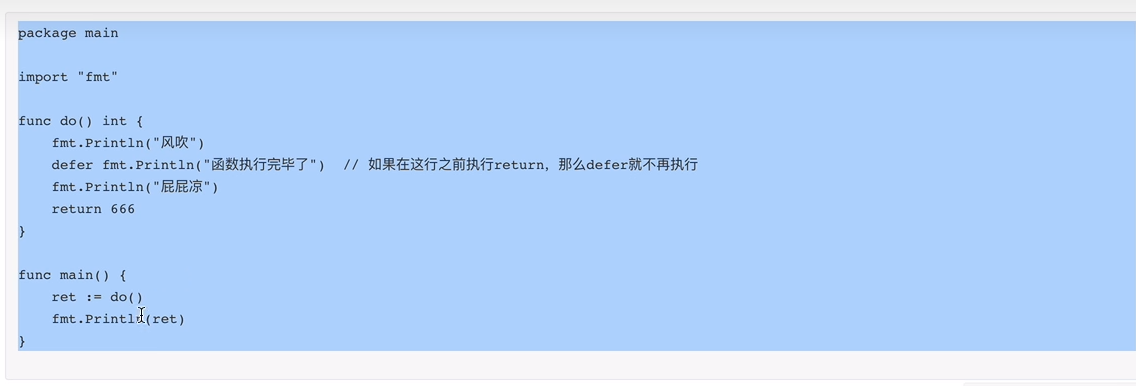 package main
import "fmt"
func do() int {
fmt.Println("风吹")
defer fmt.Println("函数执行完毕了")  // 如果在这行之前执行return，那么defer就不再执行
fmt.Println("屁屁凉")
return 666
}
func main() {
ret := do()
fmt.Println(ret)
}